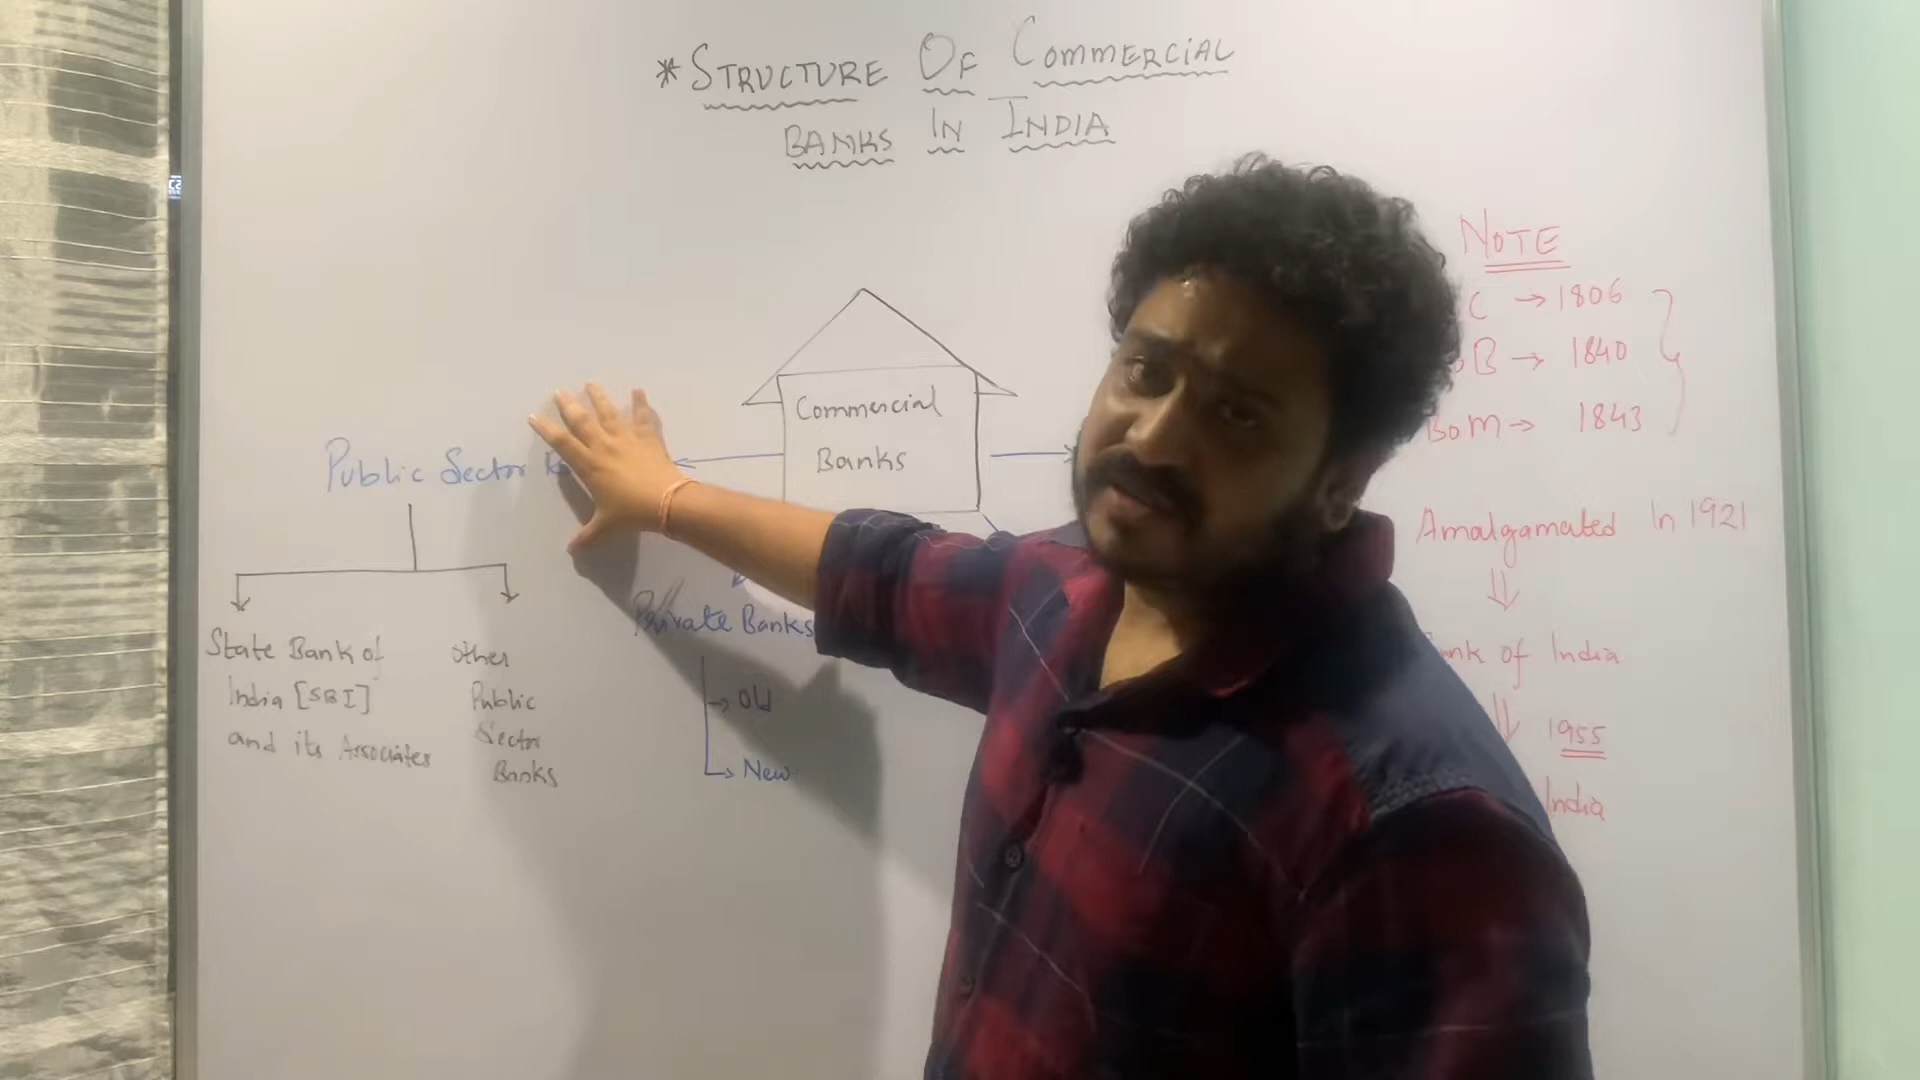 *STRUCTURE OF COMMERCIAL
BANKS IN INDIA
Commercial
Banks
Public Sector
State Bank of
India [SBI]
and its Associates
other
Public
Sector
Banks
Private Banks
→ Old
→ New
NOTE
C → 1806
B → 1840
BoM → 1843
Amalgamated In 1921
of India
1955
India